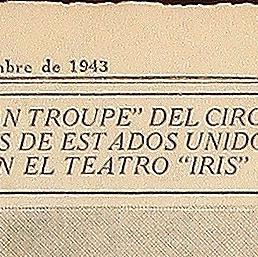 mbre de 1943
N TROUPE" DEL CIRC
S DE ESTADOS UNIDO
N EL TEATRO "IRIS"